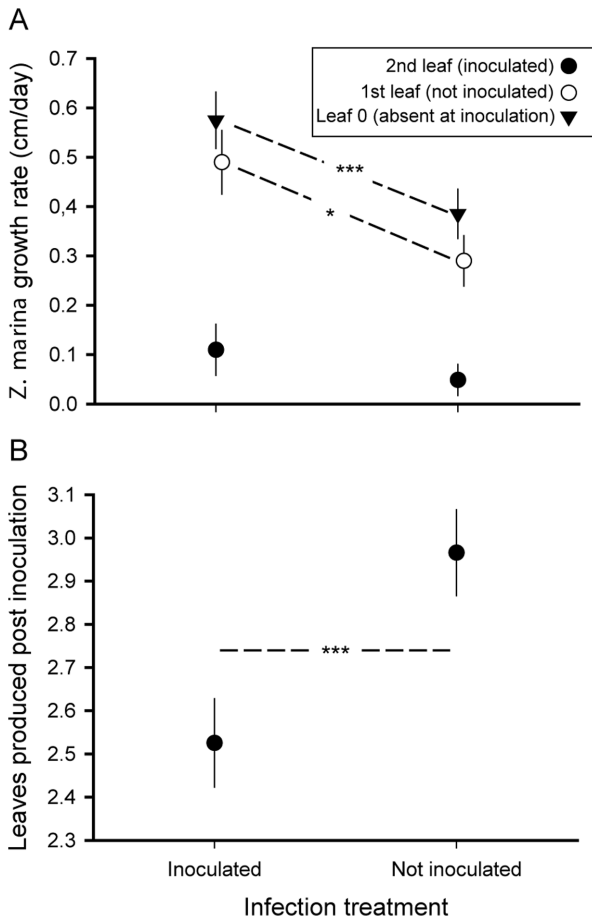 A
2nd leaf (inoculated)
1st leaf (not inoculated)
Leaf 0 (absent at inoculation)
Z. marina growth rate (cm/day)
0.7
0.6
0.5
0,4
0.3
0.2
0.1
0.0
***
*
B
Leaves produced post inoculation
3.1
3.0
2.9
2.8
2.7
2.6
2.5
2.4
2.3
***
Inoculated
Not inoculated
Infection treatment